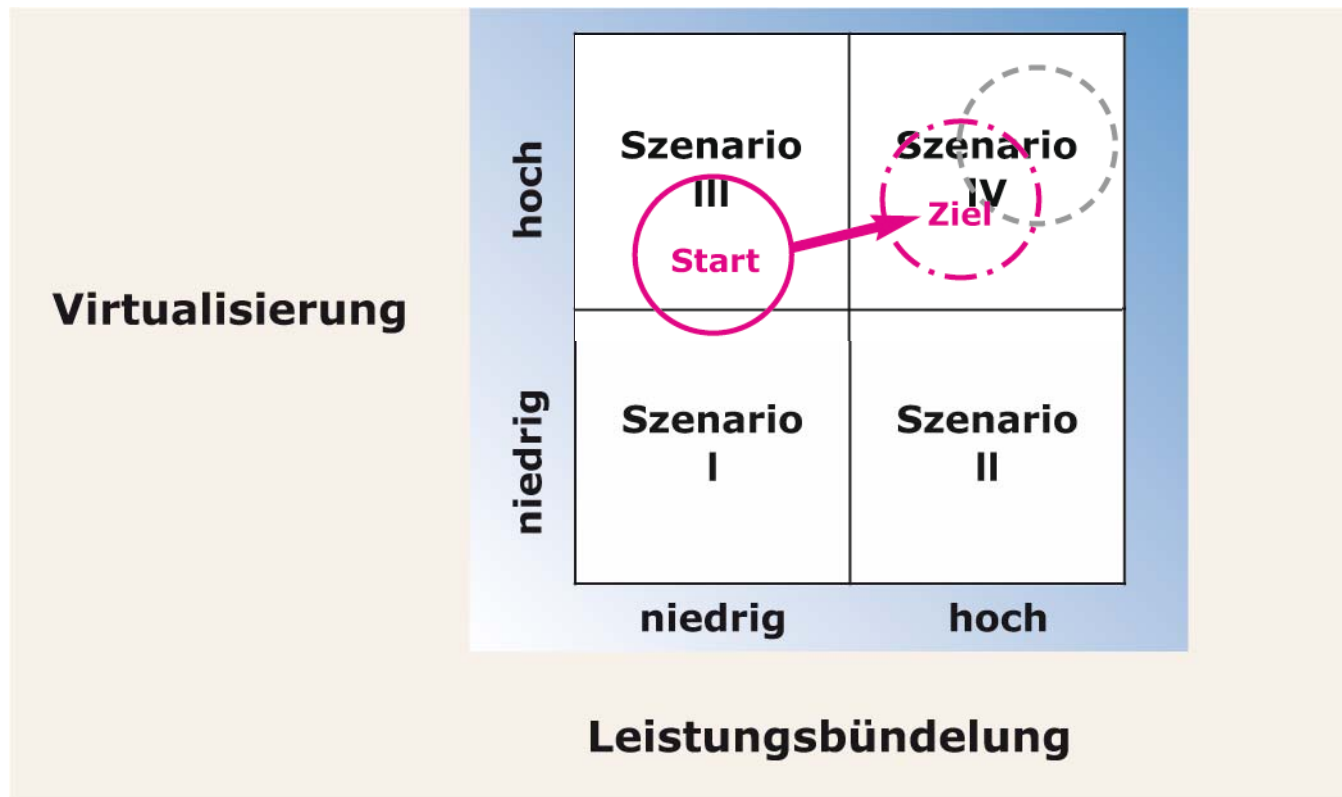 hoch
Szenario
III
Start
Szenario
IV
Ziel
Virtualisierung
niedrig
Szenario
I
Szenario
II
niedrig
hoch
Leistungsbündelung